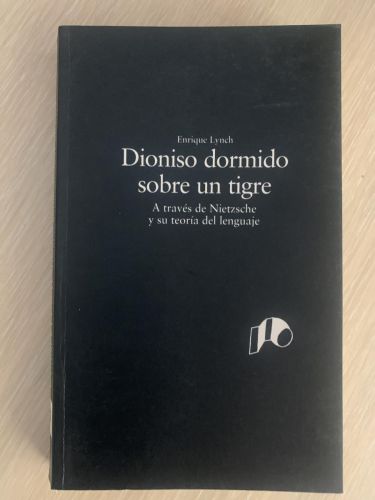 Enrique Lynch
Dioniso dormido
sobre un tigre
A través de Nietzsche
y su teoría del lenguaje